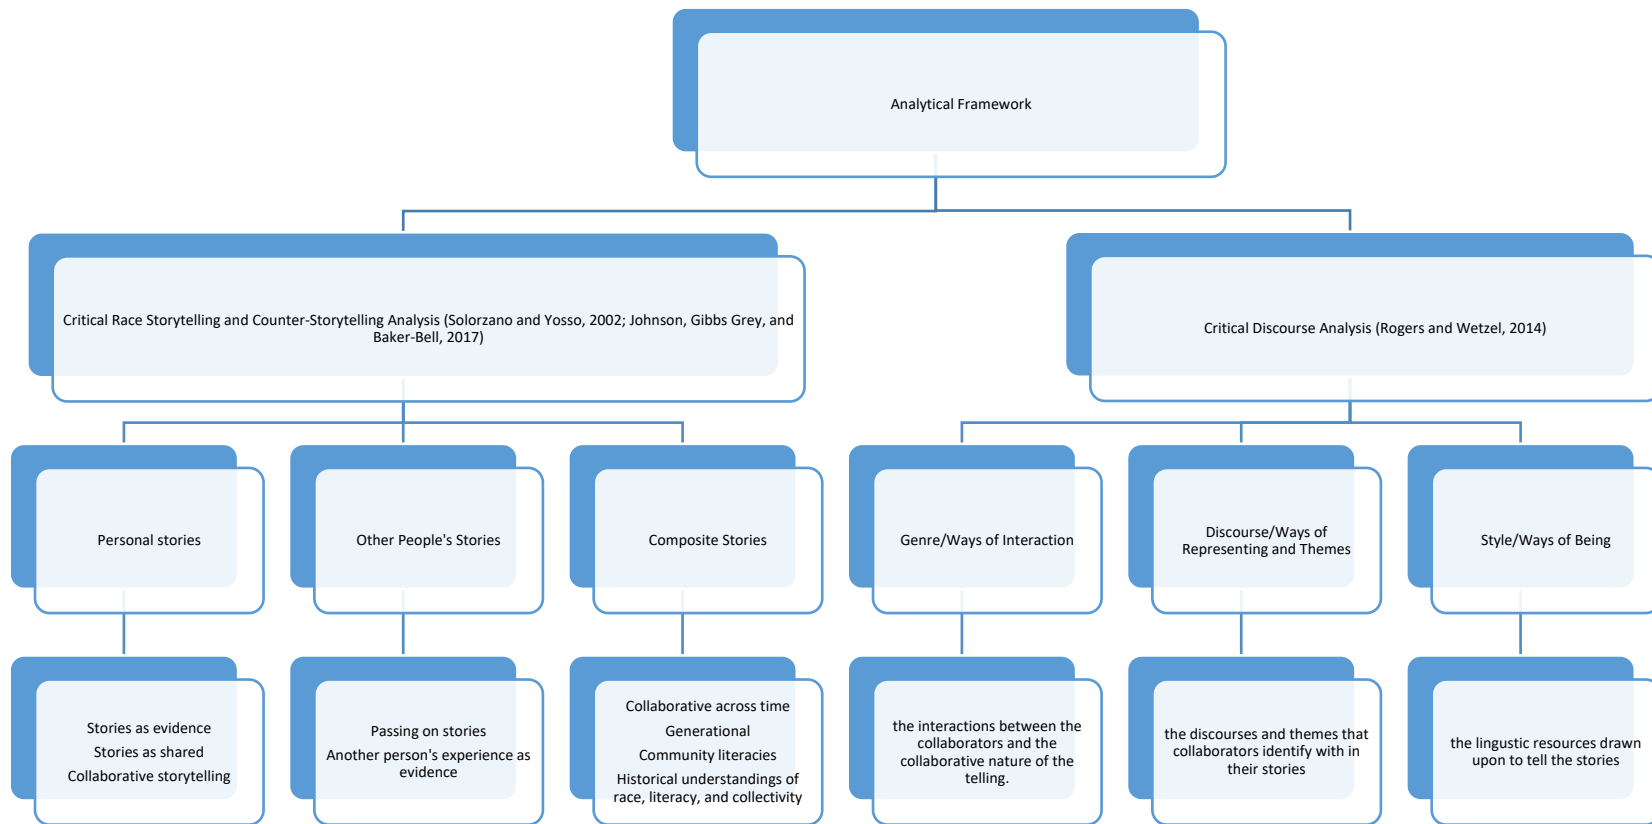 Analytical Framework
Critical Race Storytelling and Counter-Storytelling Analysis (Solorzano and Yosso, 2002; Johnson, Gibbs Grey, and
Baker-Bell, 2017)
Critical Discourse Analysis (Rogers and Wetzel, 2014)
Personal stories
Other People's Stories
Composite Stories
Genre/Ways of Interaction
Discourse/Ways of
Representing and Themes
Style/Ways of Being
Stories as evidence
Stories as shared
Collaborative storytelling
Passing on stories
Another person's experience as
evidence
Collaborative across time
Generational
Community literacies
Historical understandings of
race, literacy, and collectivity
the interactions between the
collaborators and the
collaborative nature of the
telling.
the discourses and themes that
collaborators identify with in
their stories
the lingustic resources drawn
upon to tell the stories